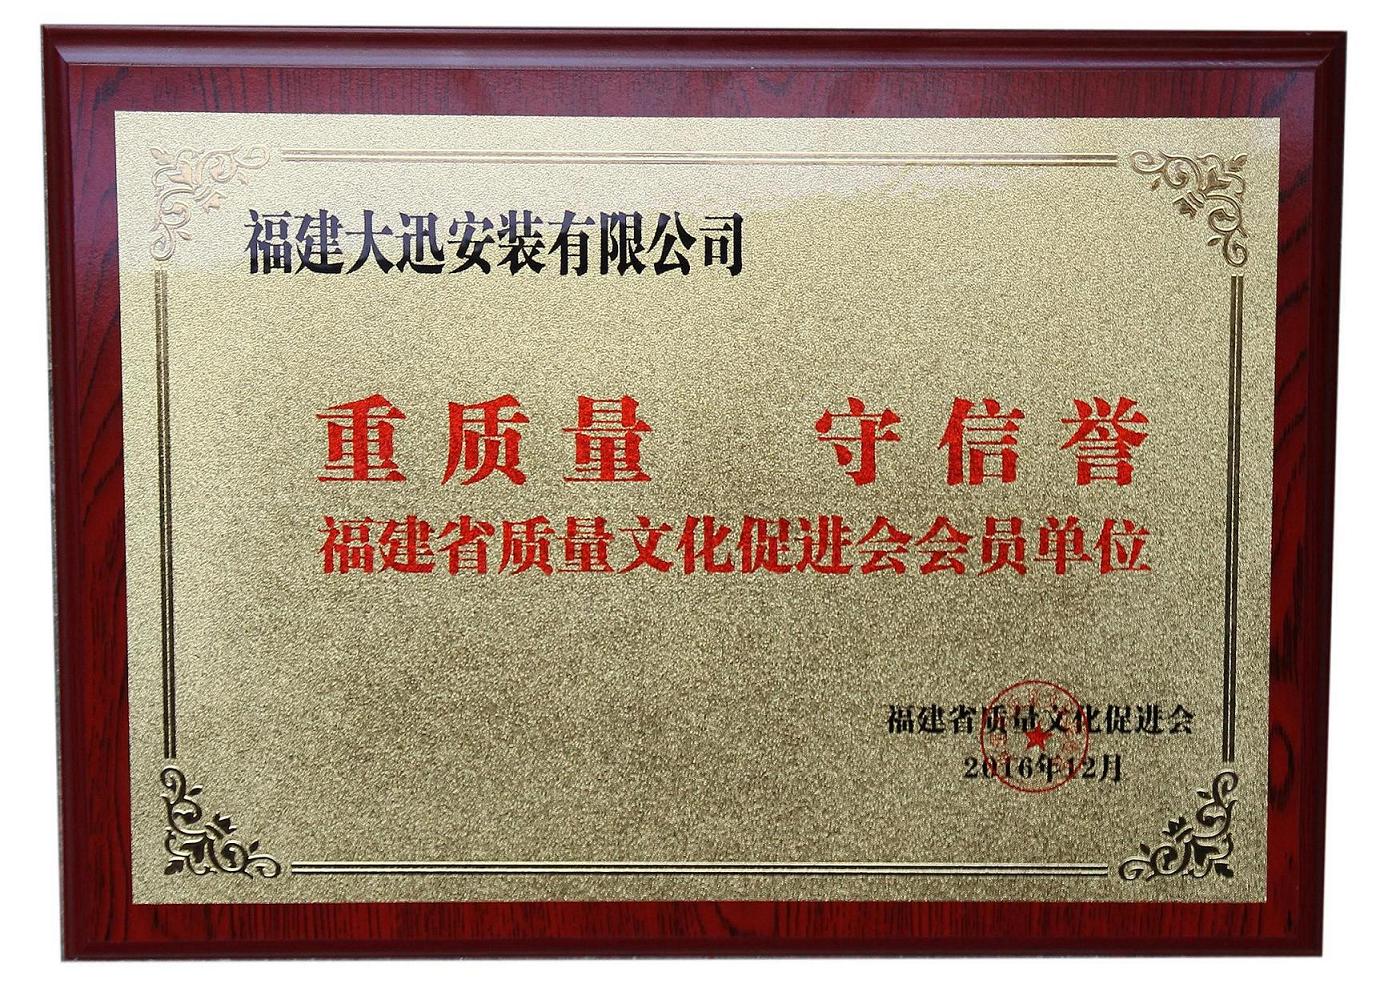 福建大迅安装有限公司
重质量 守信誉
福建省质量文化促进会会员单位
福建省质量文化促进会
2016年12月